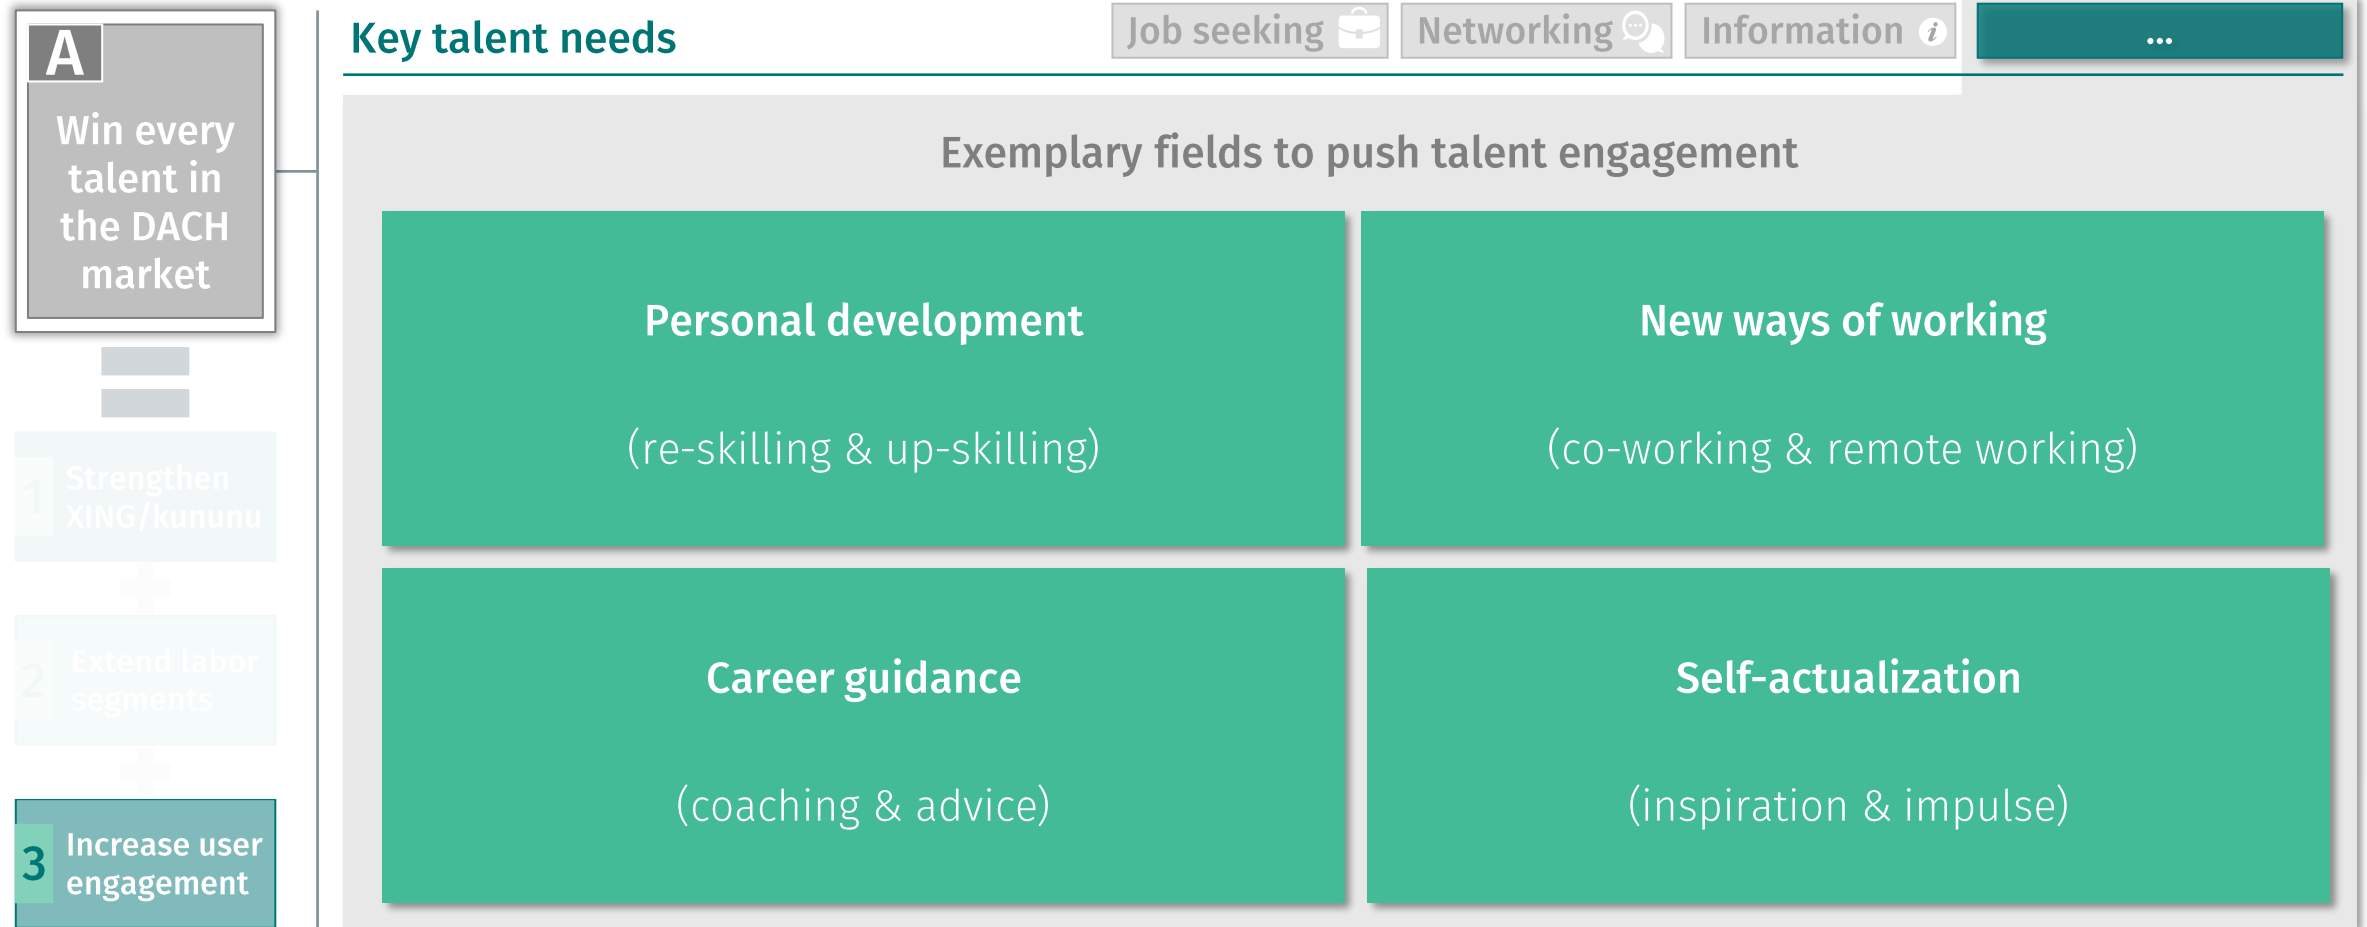 A
Win every
talent in
the DACH
market
1
Strengthen
XING/kununu
2
Extend labor
segments
3
Increase user
engagement
Key talent needs
Job seeking
Networking
Information i
...
Exemplary fields to push talent engagement
Personal development
(re-skilling & up-skilling)
New ways of working
(co-working & remote working)
Career guidance
(coaching & advice)
Self-actualization
(inspiration & impulse)